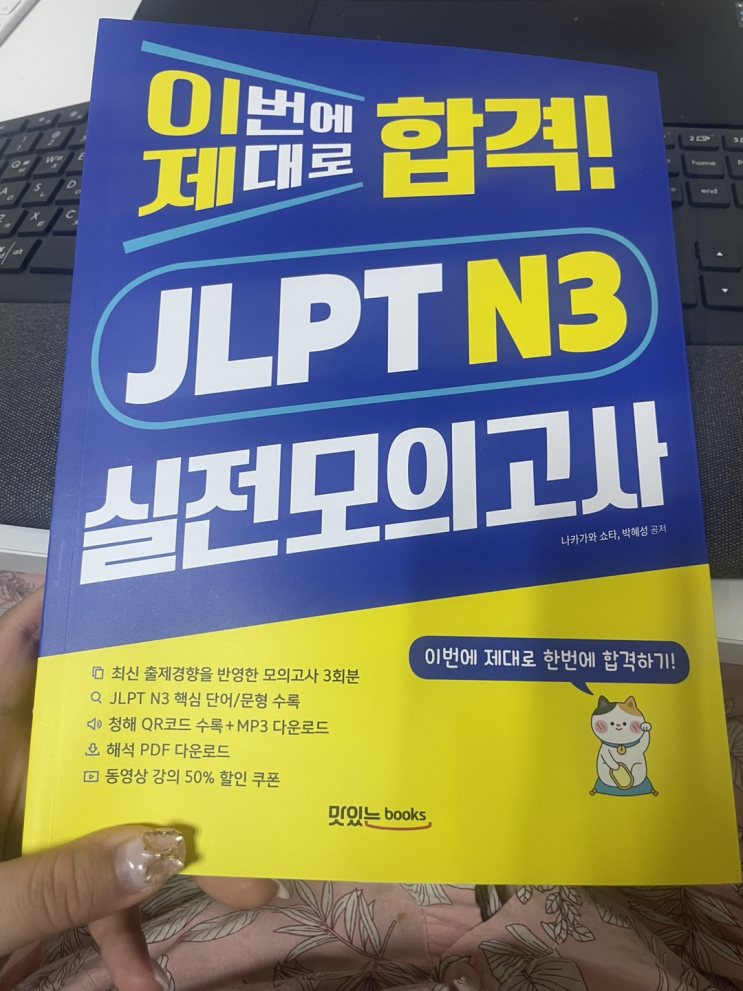 이번에
제대로
합격!
JLPT N3
실전모의고사
나카가와 쇼타, 박혜성 공저
이번에 제대로 한번에 합격하기!
최신 출제경향을 반영한 모의고사 3회분
JLPT N3 핵심 단어/문형 수록
청해 QR코드 수록+MP3 다운로드
해석 PDF 다운로드
동영상 강의 50% 할인 쿠폰
맛있는 books
home
end